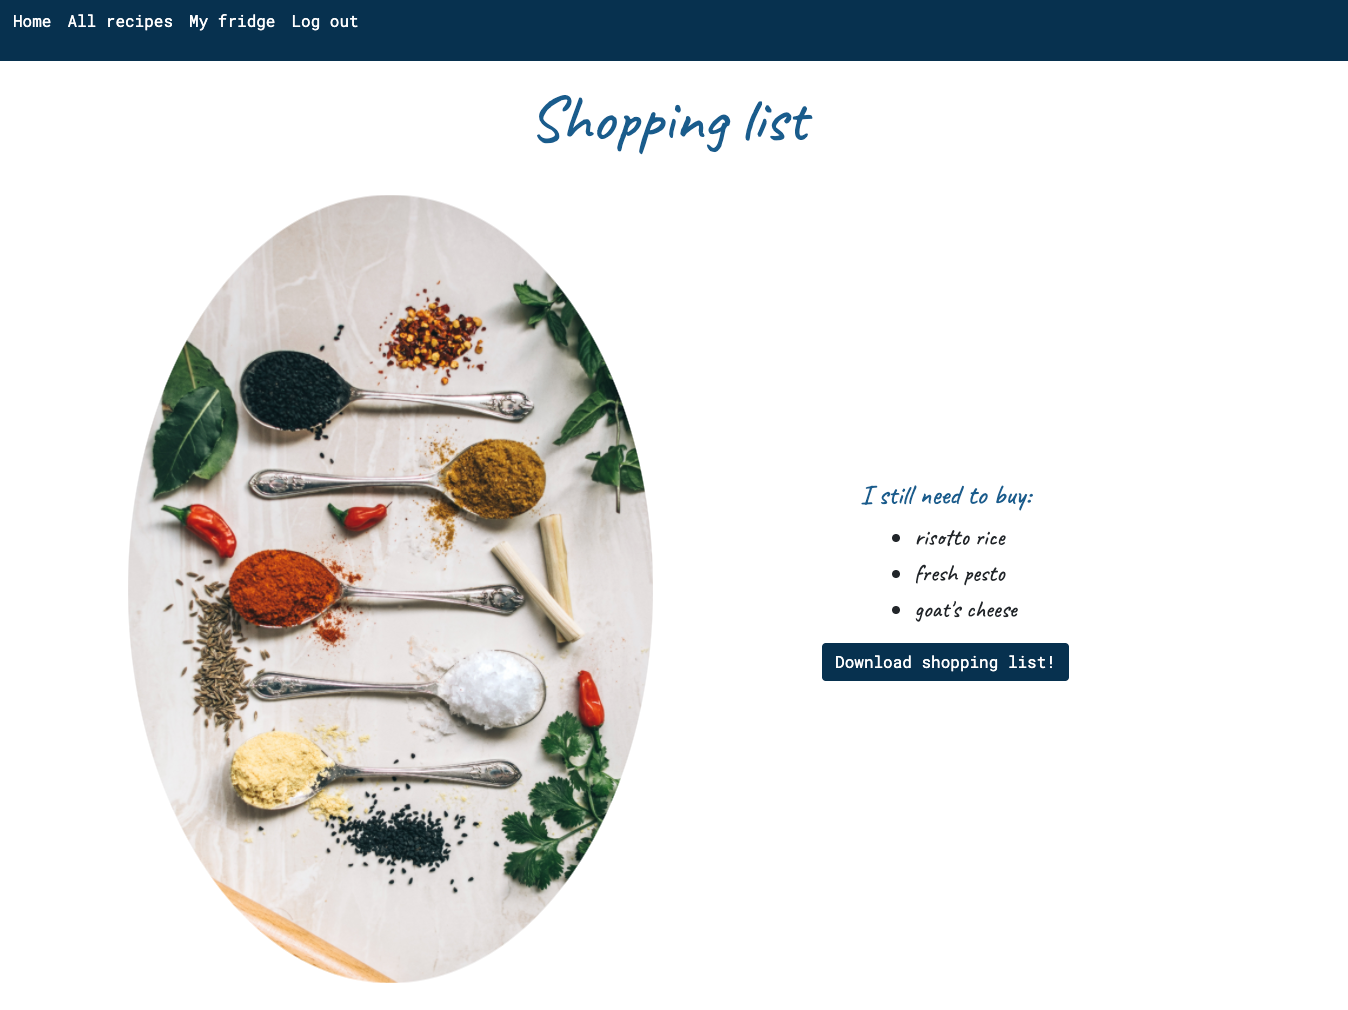 Home All recipes My fridge Log out
Shopping list
I still need to buy:
risotto rice
fresh pesto
goat's cheese
Download shopping list!